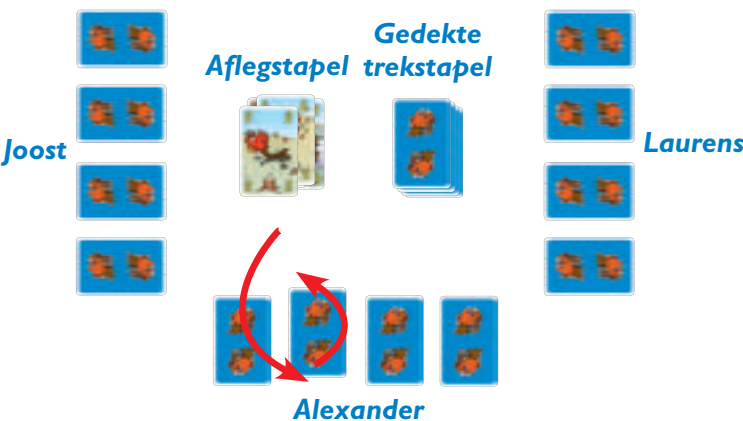 Aflegstapel
Gedekte
trekstapel
Joost
Laurens
Alexander